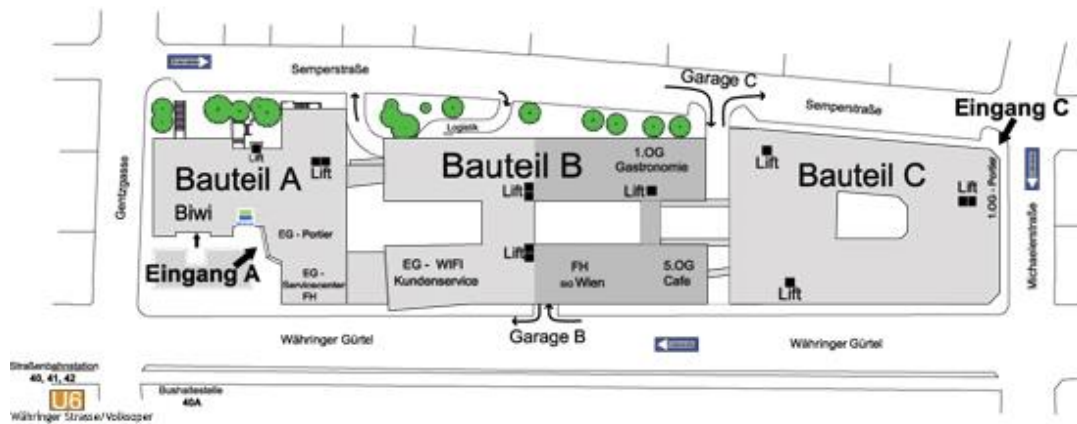 Semperstraße
Garage C
Semperstraße
Eingang C
Logistik
Lift
Lift
Bauteil A
Bauteil B
1.OG
Gastronomie
Lift
Lift
Lift
Bauteil C
Lift
1.OG - Portier
Gentzgasse
Michaelerstraße
Biwi
EG - Portier
Eingang A
EG -
Servicecenter
FH
EG - WIFI
Kundenservice
Lift
FH
Wien
5.OG
Cafe
Lift
Garage B
Währinger Gürtel
Währinger Gürtel
Straßenbahnstation
40, 41, 42
U6
Währinger Strasse/Volksoper
Bushaltestelle
40A